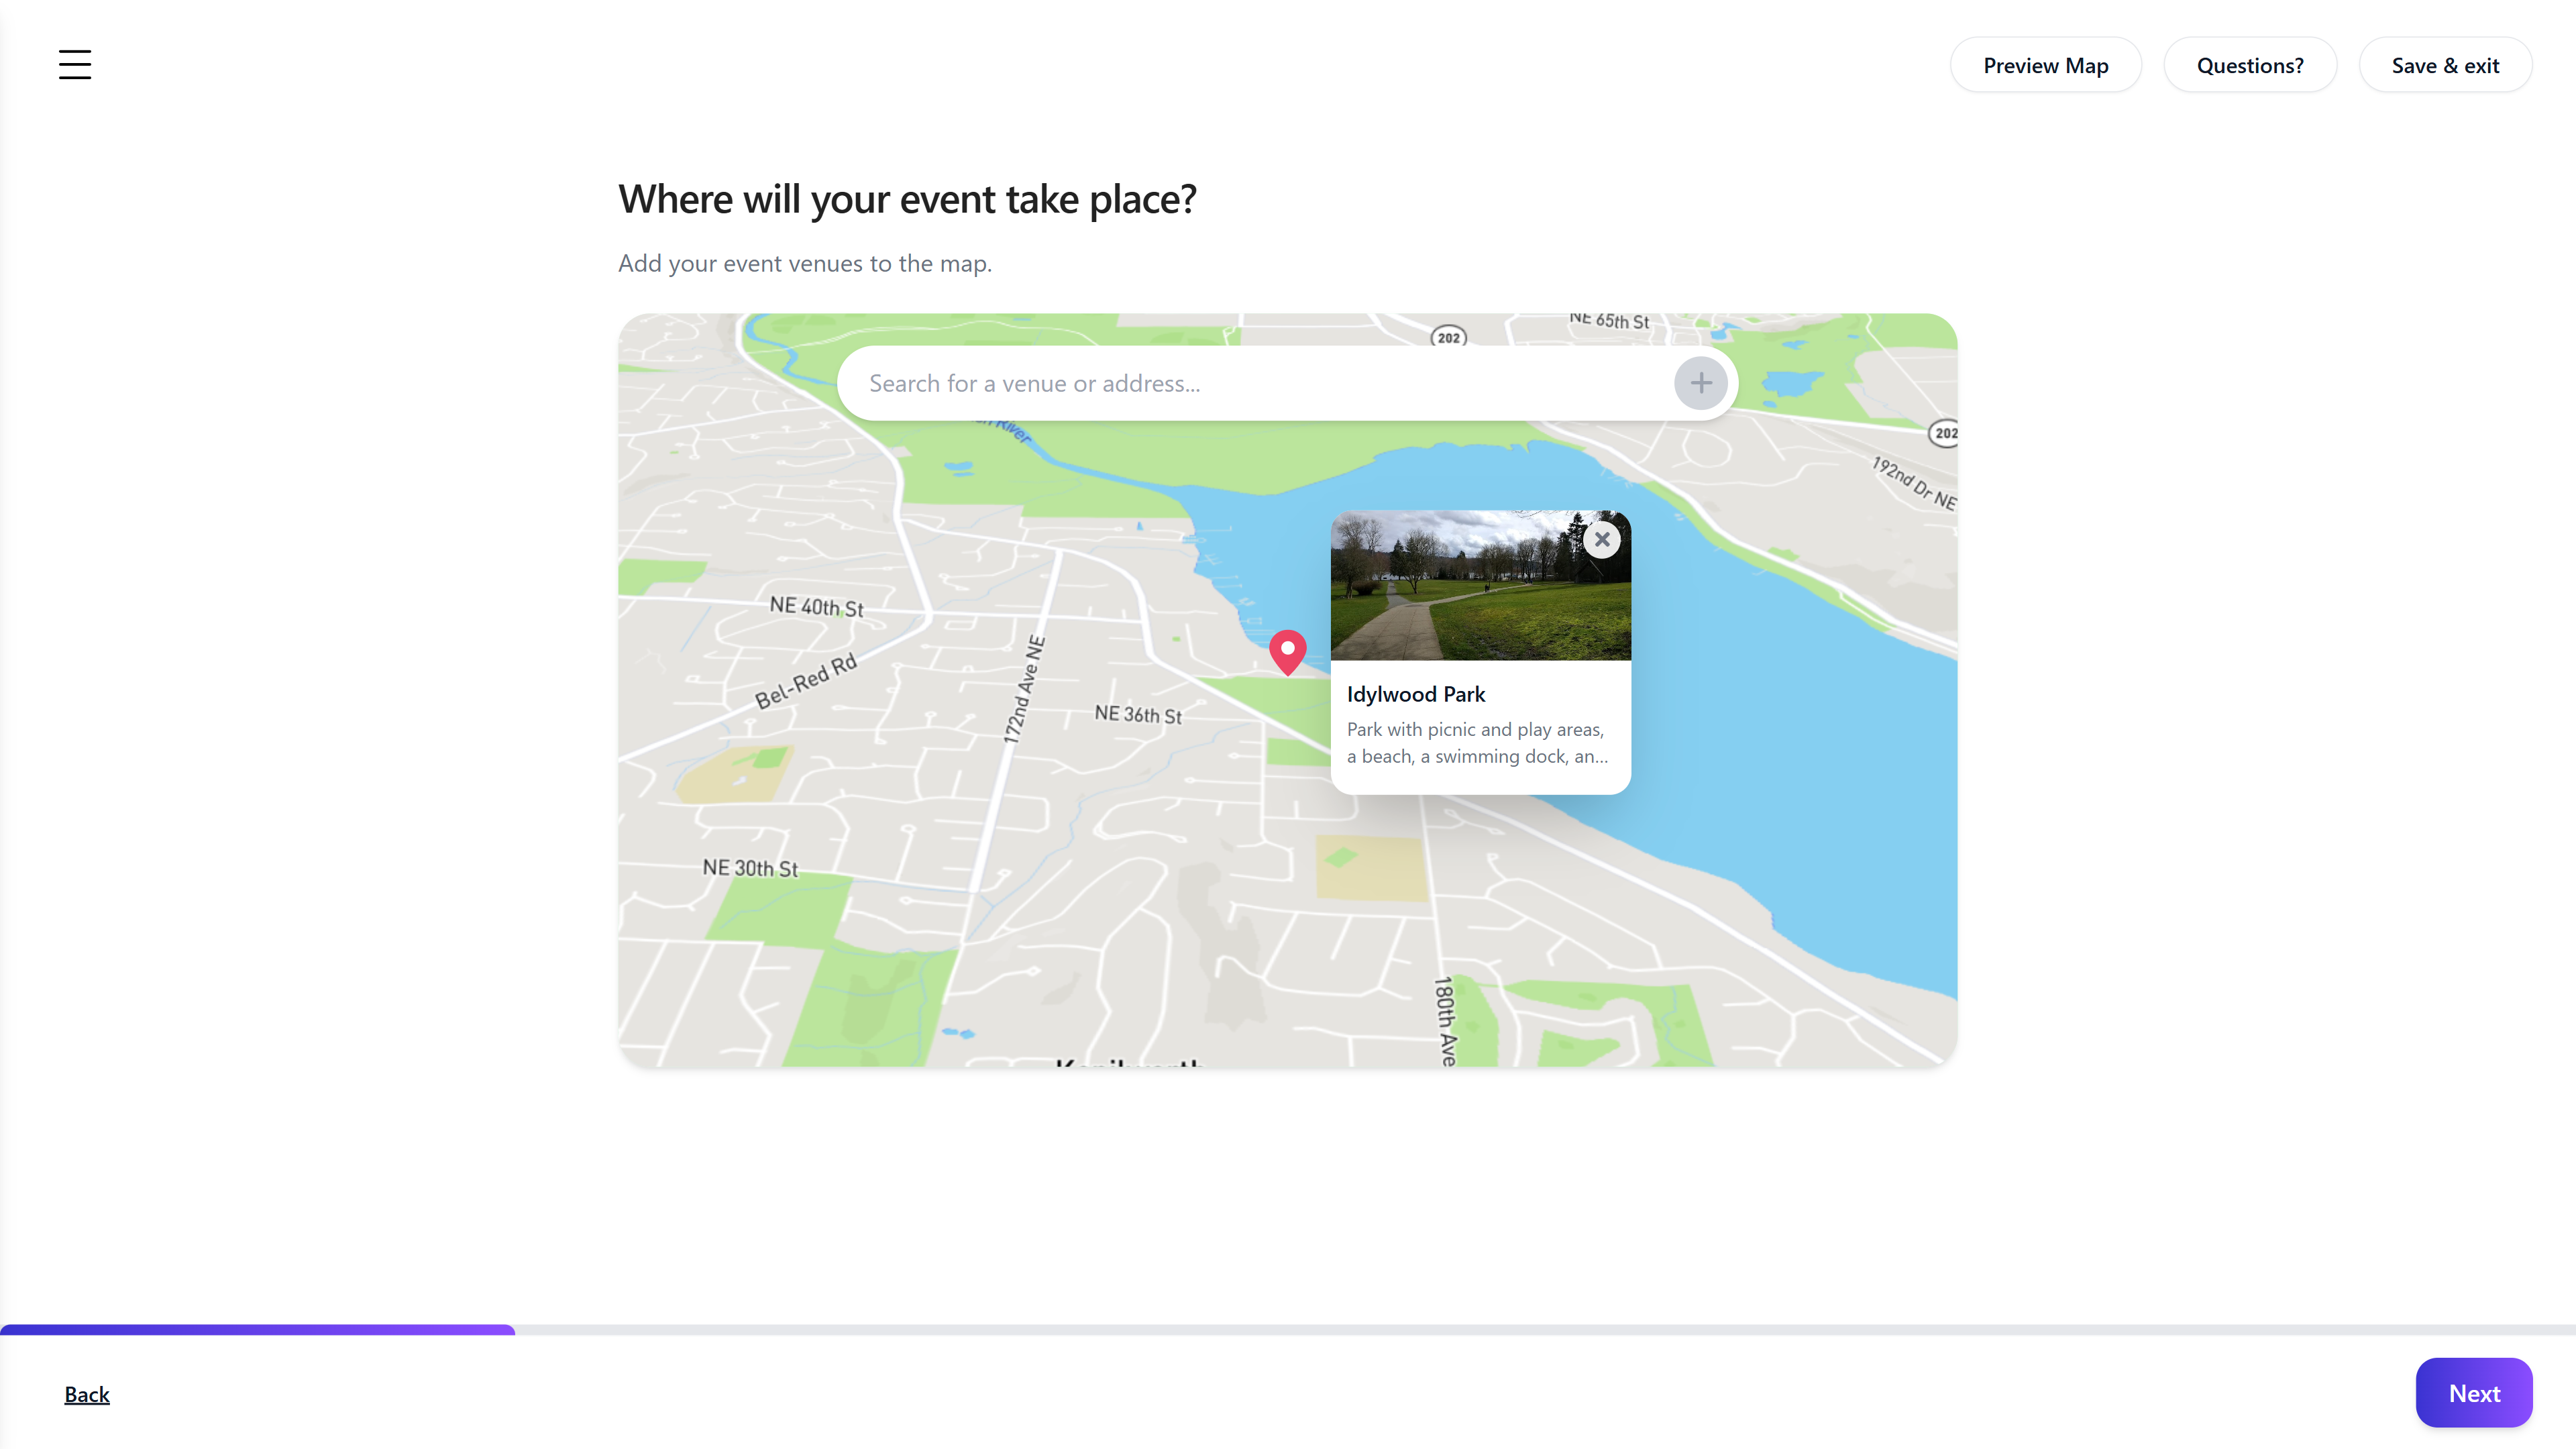 Preview Map
Questions?
Save & exit
Where will your event take place?
Add your event venues to the map.
NE 65th St
202
Search for a venue or address...
River
202
192nd Dr NE
NE 40th St
Bel-Red Rd
172nd Ave NE
NE 36th St
Idylwood Park
Park with picnic and play areas,
a beach, a swimming dock, an...
NE 30th St
180th Ave
Back
Next